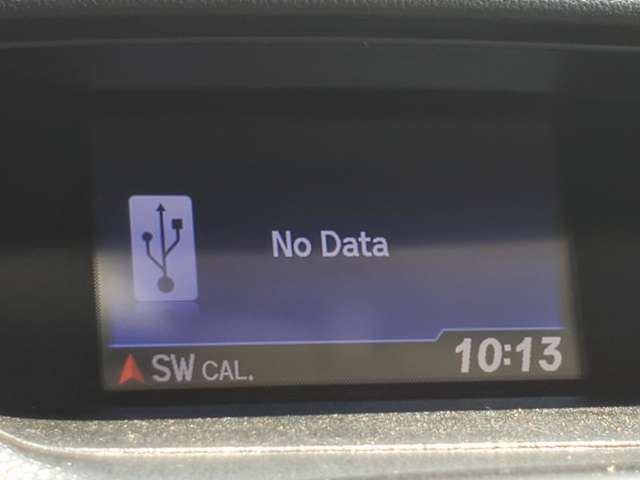 No Data
SW CAL. 10:13